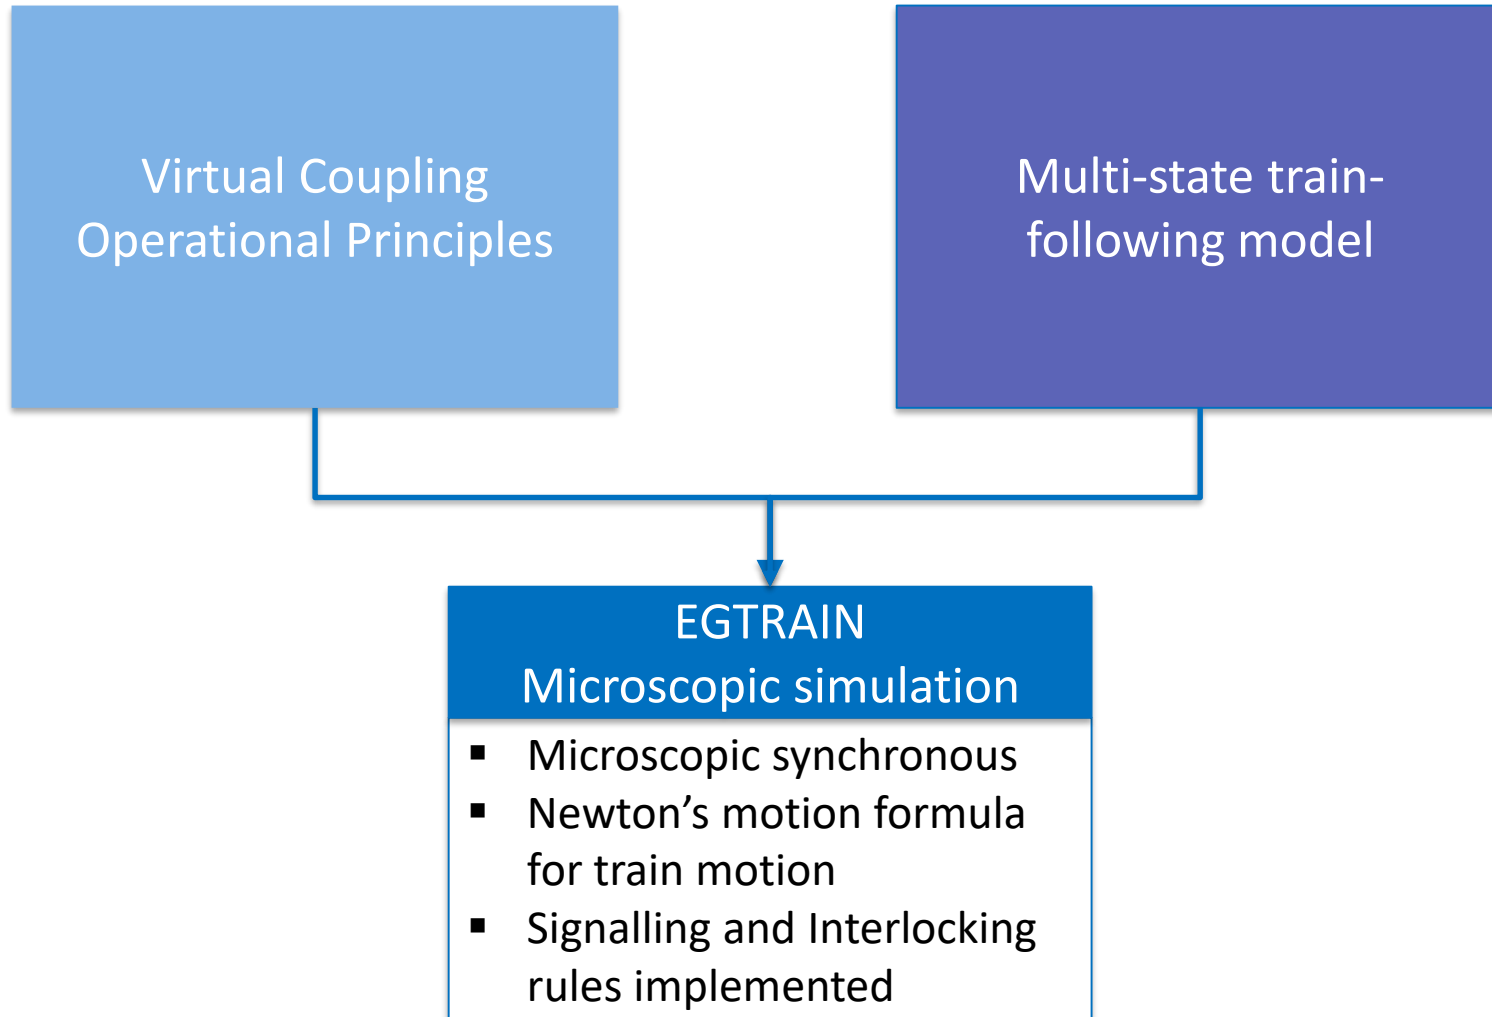 Virtual Coupling
Operational Principles
Multi-state train-
following model
EGTRAIN
Microscopic simulation
▪ Microscopic synchronous
▪ Newton’s motion formula
for train motion
▪ Signalling and Interlocking
rules implemented